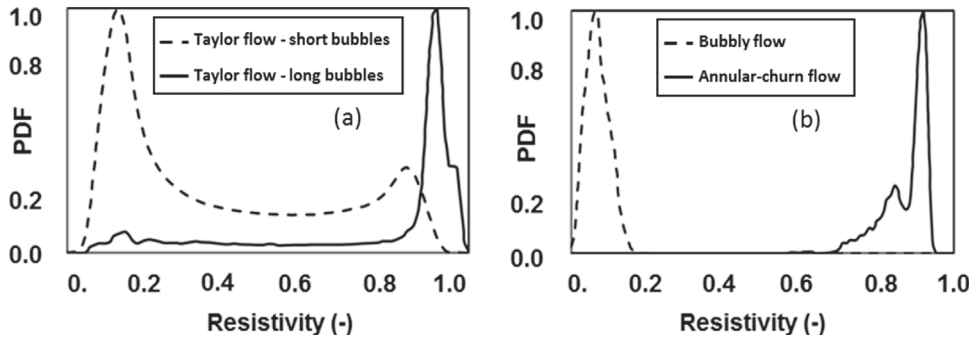 1.0
0.8
0.2
0.0
PDF
Taylor flow - short bubbles
Taylor flow - long bubbles
(a)
0. 0.2 0.4 0.6 0.8 1.0
Resistivity (-)
1.0
0.8
0.2
0.0
PDF
Bubbly flow
Annular-churn flow
(b)
0. 0.2 0.4 0.6 0.8 1.0
Resistivity (-)